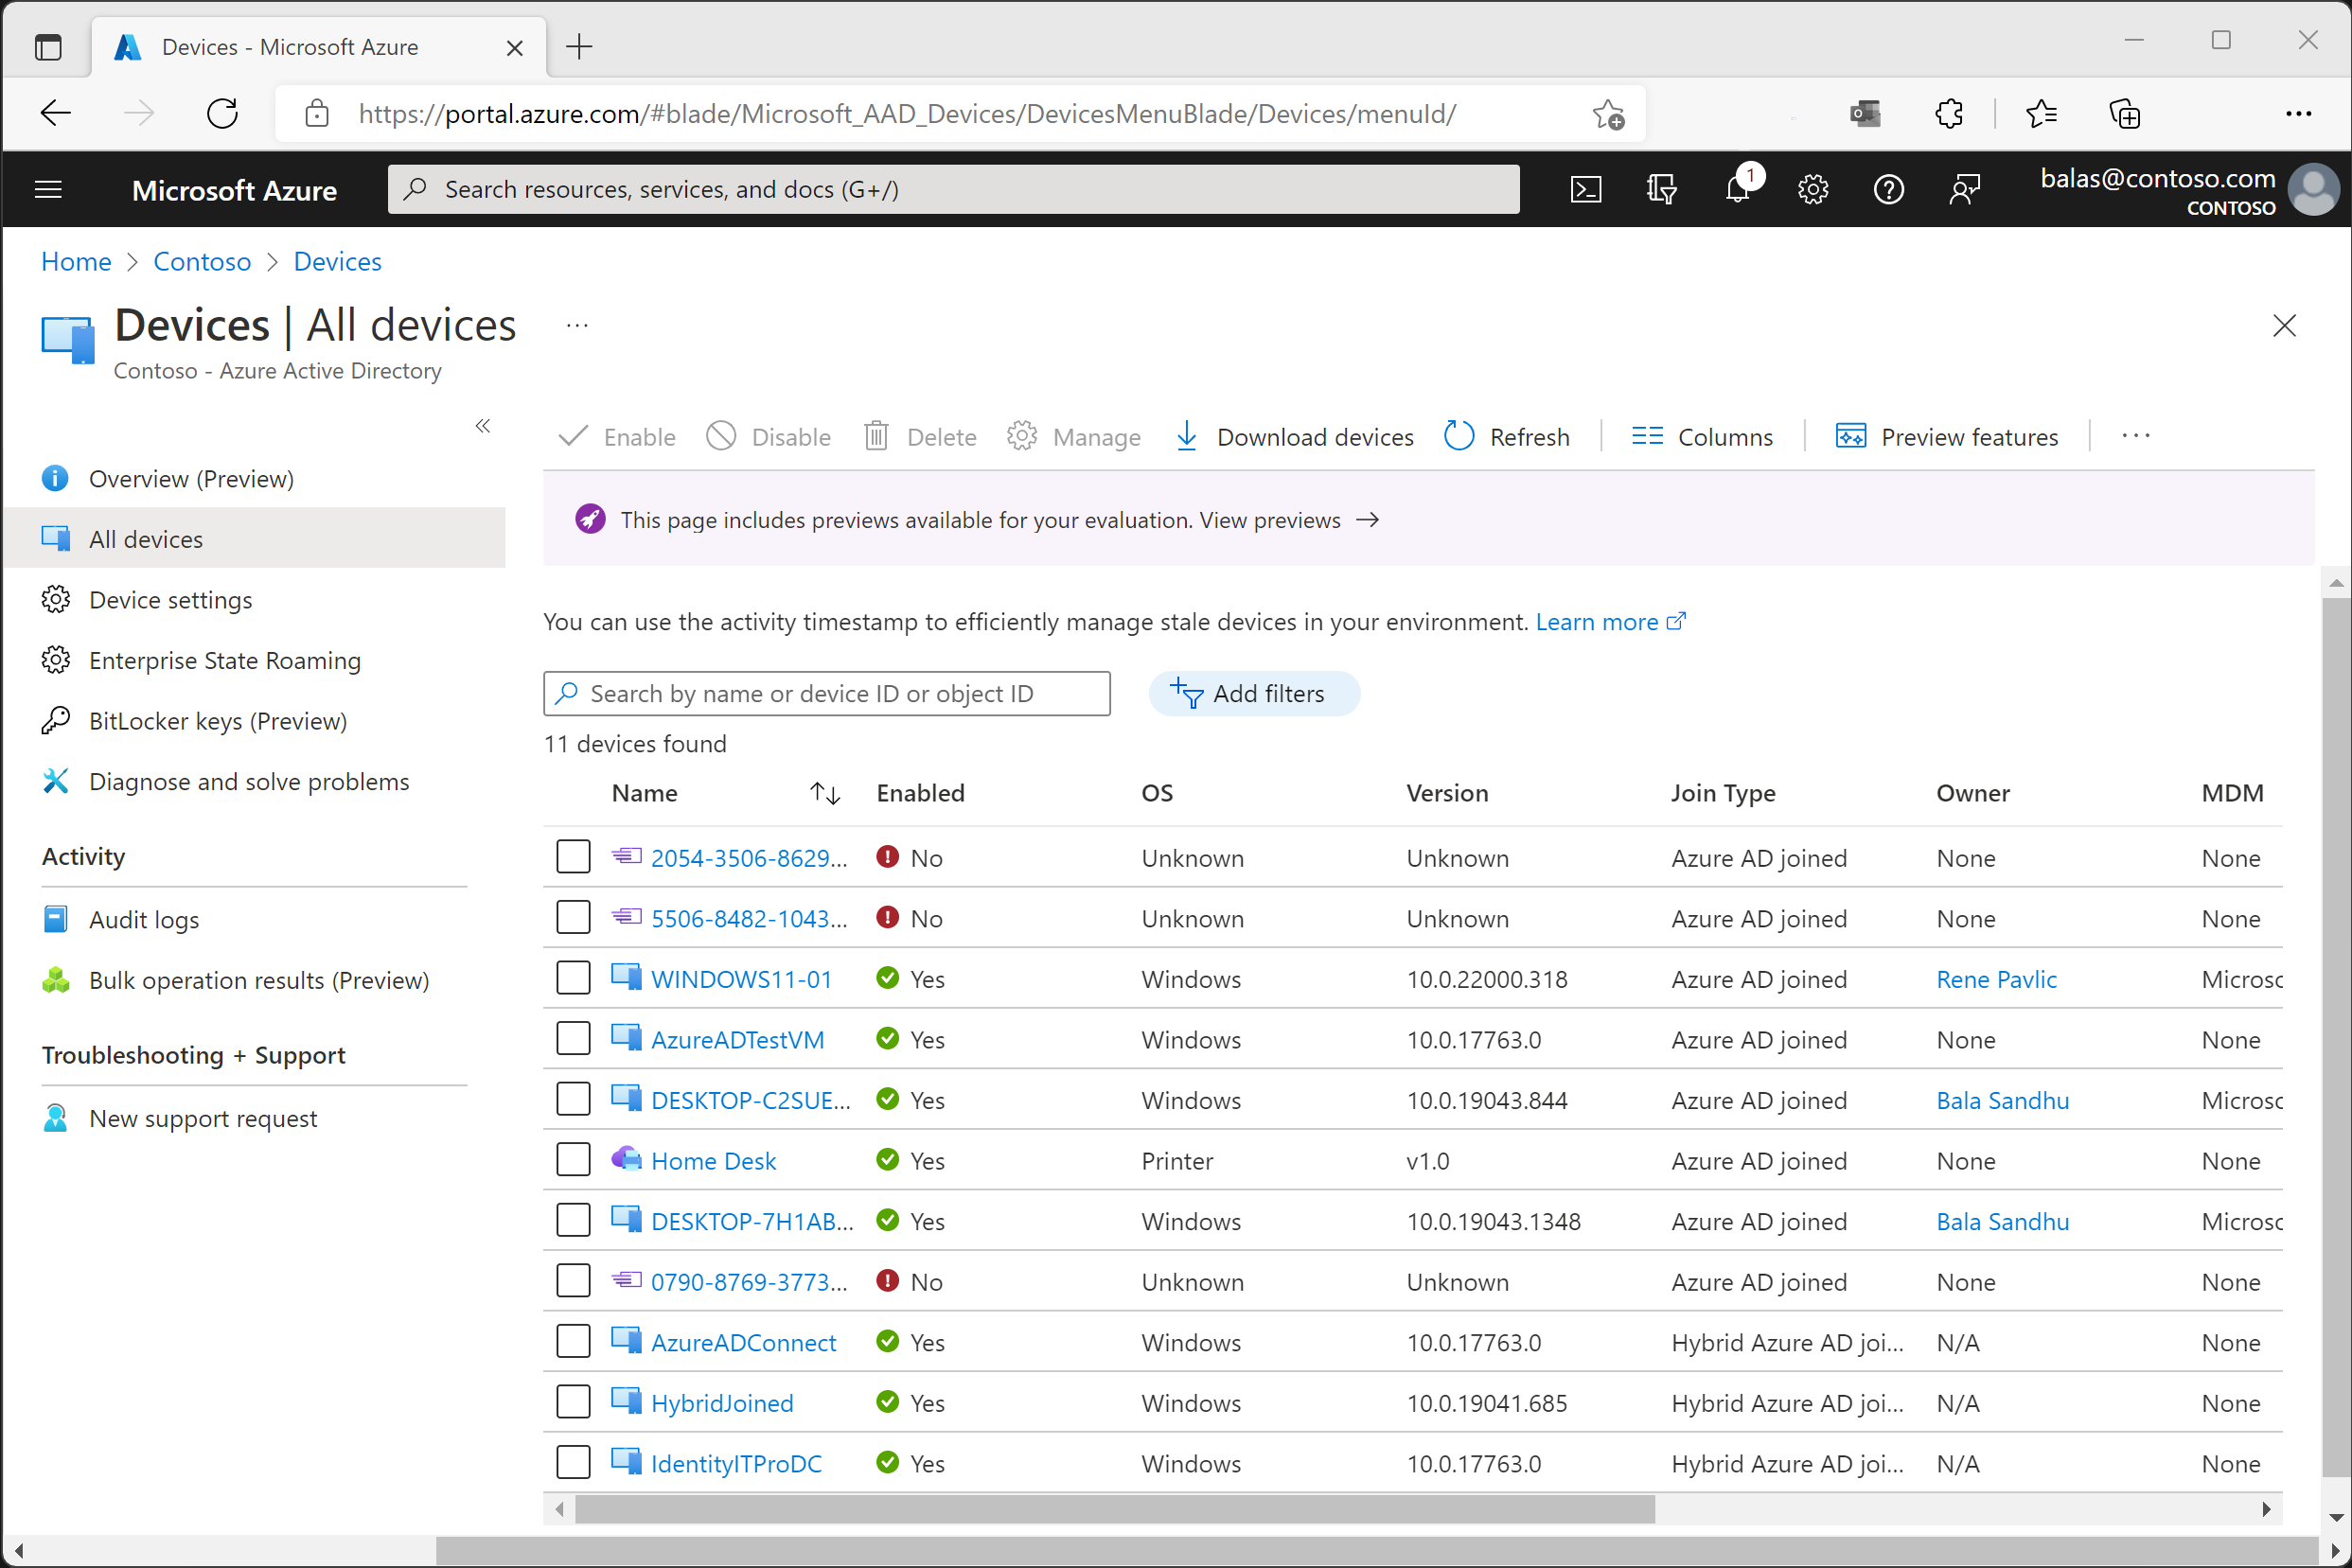 Devices - Microsoft Azure
https://portal.azure.com/#blade/Microsoft_AAD_Devices/DevicesMenuBlade/Devices/menuId/
Microsoft Azure
Search resources, services, and docs (G+/)
1
balas@contoso.com
CONTOSO
Home > Contoso > Devices
Devices | All devices ...
Contoso - Azure Active Directory
Overview (Preview)
All devices
Device settings
Enterprise State Roaming
BitLocker keys (Preview)
Diagnose and solve problems
Activity
Audit logs
Bulk operation results (Preview)
Troubleshooting + Support
New support request
Enable Disable Delete Manage Download devices Refresh Columns Preview features ...
This page includes previews available for your evaluation. View previews →
You can use the activity timestamp to efficiently manage stale devices in your environment. Learn more
Search by name or device ID or object ID Add filters
11 devices found
Name Enabled OS Version Join Type Owner MDM
2054-3506-8629... No Unknown Unknown Azure AD joined None None
5506-8482-1043... No Unknown Unknown Azure AD joined None None
WINDOWS11-01 Yes Windows 10.0.22000.318 Azure AD joined Rene Pavlic Microsc
AzureADTestVM Yes Windows 10.0.17763.0 Azure AD joined None None
DESKTOP-C2SUE... Yes Windows 10.0.19043.844 Azure AD joined Bala Sandhu Microsc
Home Desk Yes Printer v1.0 Azure AD joined None None
DESKTOP-7H1AB... Yes Windows 10.0.19043.1348 Azure AD joined Bala Sandhu Microsc
0790-8769-3773... No Unknown Unknown Azure AD joined None None
AzureADConnect Yes Windows 10.0.17763.0 Hybrid Azure AD joi... N/A None
HybridJoined Yes Windows 10.0.19041.685 Hybrid Azure AD joi... N/A None
IdentityITProDC Yes Windows 10.0.17763.0 Hybrid Azure AD joi... N/A None